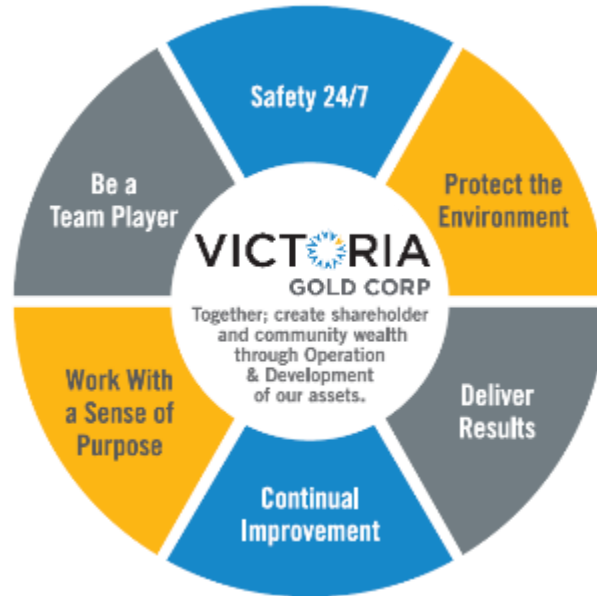 Safety 24/7
Protect the
Environment
Deliver
Results
Continual
Improvement
Work With
a Sense of
Purpose
Be a
Team Player
VICTORIA
GOLD CORP
Together; create shareholder
and community wealth
through Operation
& Development
of our assets.